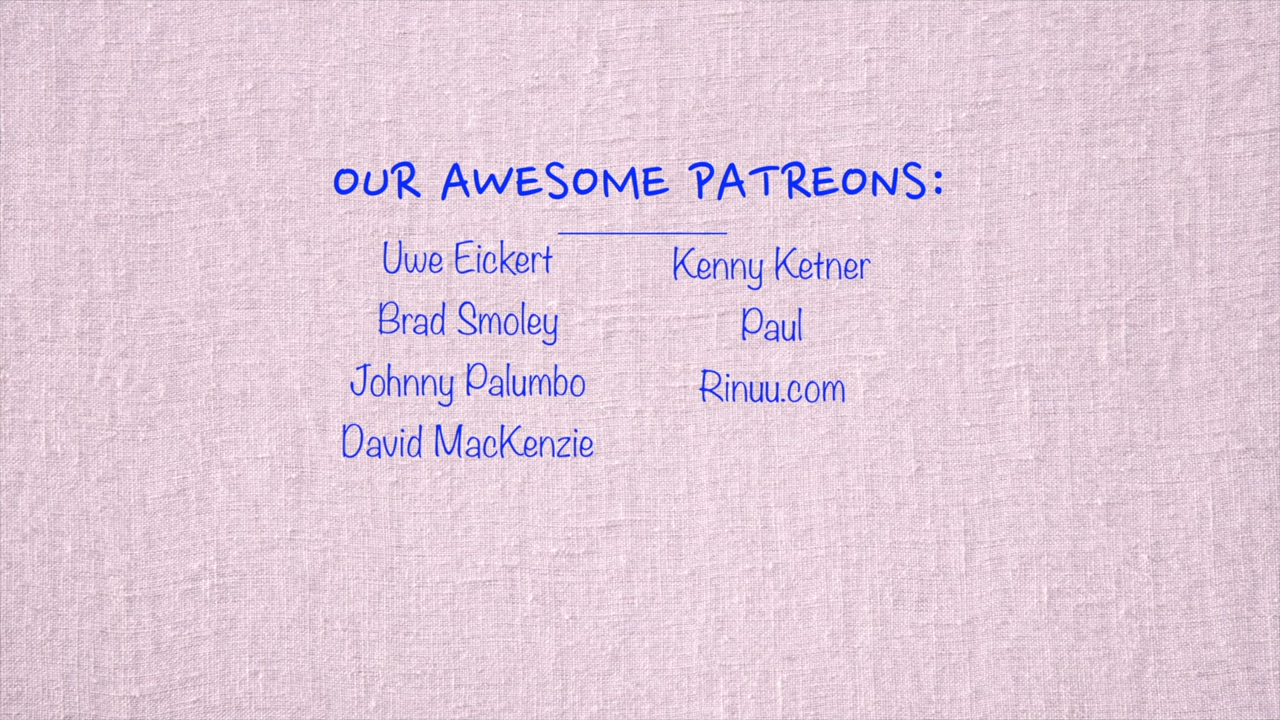 OUR AWESOME PATREONS:
Uwe Eickert
Brad Smoley
Johnny Palumbo
David MacKenzie
Kenny Ketner
Paul
Rinuu.com